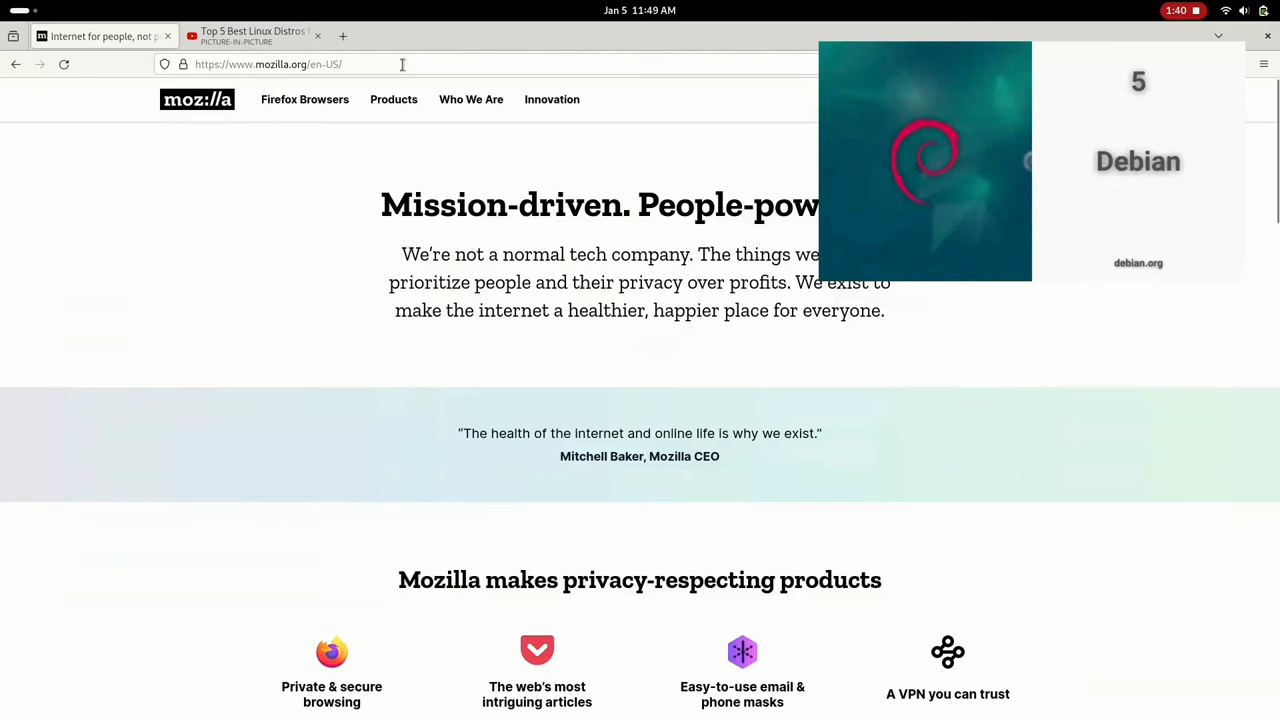 Jan 5 11:49 AM
1:40
Internet for people, not p
Top 5 Best Linux Distros
PICTURE-IN-PICTURE
https://www.mozilla.org/en-US/
moz://a
Firefox Browsers
Products
Who We Are
Innovation
5
Debian
debian.org
Mission-driven. People-pow
We’re not a normal tech company. The things we
prioritize people and their privacy over profits. We exist to
make the internet a healthier, happier place for everyone.
“The health of the internet and online life is why we exist.”
Mitchell Baker, Mozilla CEO
Mozilla makes privacy-respecting products
Private & secure
browsing
The web’s most
intriguing articles
Easy-to-use email &
phone masks
A VPN you can trust